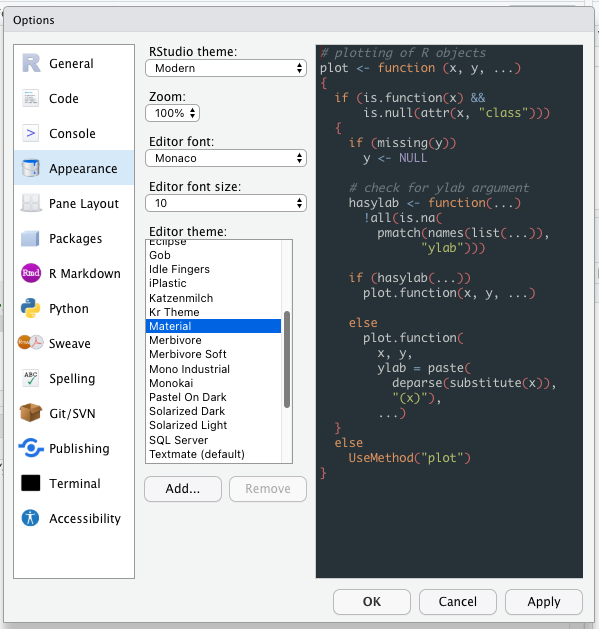 Options
General
Code
Console
Appearance
Pane Layout
Packages
Rmd
R Markdown
Python
Sweave
ABC
Spelling
Git/SVN
Publishing
Terminal
Accessibility
RStudio theme:
Modern
Zoom:
100%
Editor font:
Monaco
Editor font size:
10
Editor theme:
Eclipse
Gob
Idle Fingers
iPlastic
Katzenmilch
Kr Theme
Material
Merbivore
Merbivore Soft
Mono Industrial
Monokai
Pastel On Dark
Solarized Dark
Solarized Light
SQL Server
Textmate (default)
Add...
Remove
# plotting of R objects
plot <- function (x, y, ...)
{
  if (is.function(x) &&
      is.null(attr(x, "class")))
  {
    if (missing(y))
      y <- NULL

    # check for ylab argument
    hasylab <- function(...)
      !all(is.na(
        pmatch(names(list(...)),
              "ylab")))

    if (hasylab(...))
      plot.function(x, y, ...)

    else
      plot.function(
        x, y,
        ylab = paste(
          deparse(substitute(x)),
          "(x)"),
        ...)
  }
  else
    UseMethod("plot")
}
OK
Cancel
Apply